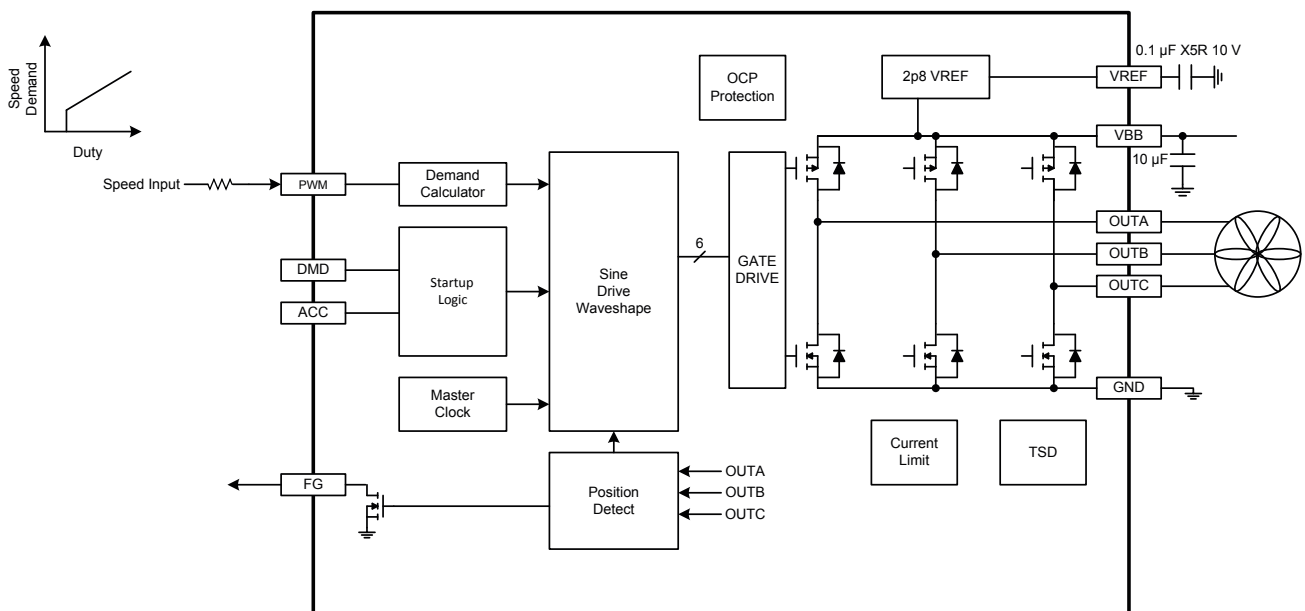 Speed
Demand
Duty
Speed Input
PWM
DMD
ACC
FG
Demand
Calculator
Startup
Logic
Master
Clock
Sine
Drive
Waveshape
6
Position
Detect
OUTA
OUTB
OUTC
GATE
DRIVE
OCP
Protection
2p8 VREF
0.1 µF X5R 10 V
VREF
VBB
10 µF
OUTA
OUTB
OUTC
GND
Current
Limit
TSD